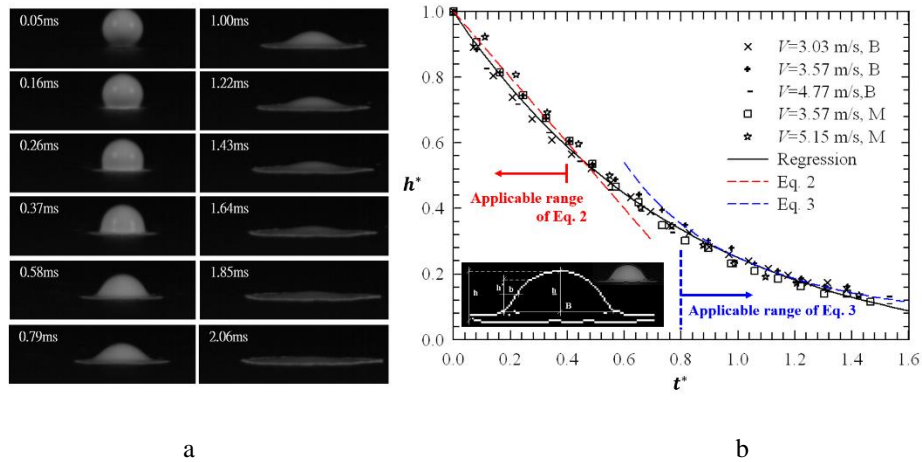 0.05ms
1.00ms
0.16ms
1.22ms
0.26ms
1.43ms
0.37ms
1.64ms
0.58ms
1.85ms
0.79ms
2.06ms
a
1.0
0.8
0.6
0.4
0.2
0.0
h*
0.0 0.2 0.4 0.6 0.8 1.0 1.2 1.4 1.6
t*
V=3.03 m/s, B
V=3.57 m/s, B
V=4.77 m/s,B
V=3.57 m/s, M
V=5.15 m/s, M
Regression
Eq. 2
Eq. 3
Applicable range
of Eq. 2
Applicable range of Eq. 3
h
h
b
h
B
b